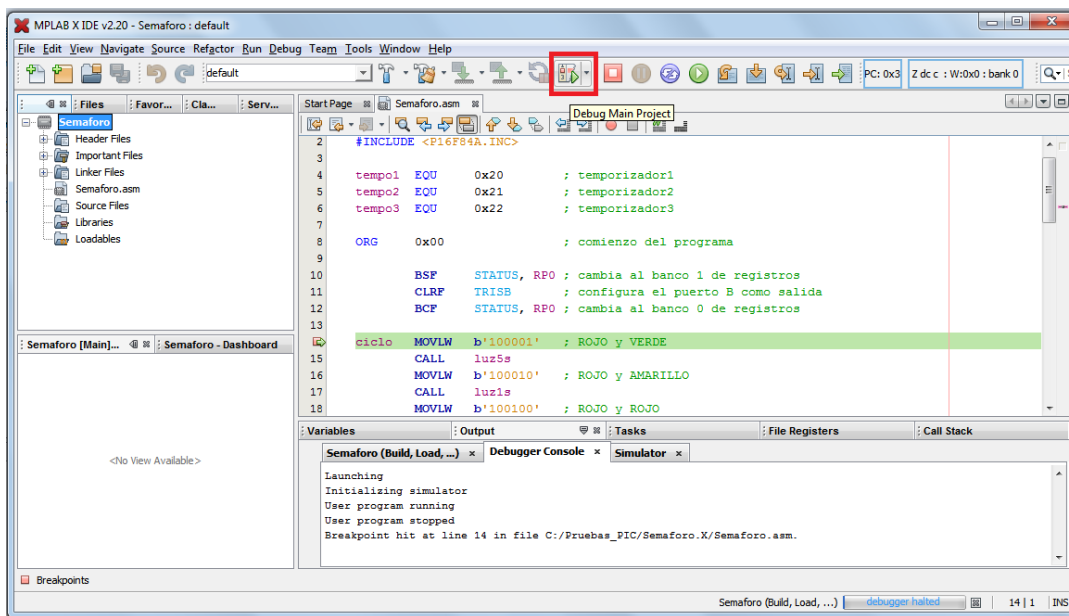 MPLAB X IDE v2.20 - Semaforo : default
File Edit View Navigate Source Refactor Run Debug Team Tools Window Help
default
PC: 0x3
Z dc c : W:0x0 : bank 0
Files Favor... Cla... Serv...
Start Page Semaforo.asm
Debug Main Project
Semaforo
Header Files
Important Files
Linker Files
Semaforo.asm
Source Files
Libraries
Loadables
2 #INCLUDE <P16F84A.INC>
3
4 tempo1 EQU 0x20 ; temporizador1
5 tempo2 EQU 0x21 ; temporizador2
6 tempo3 EQU 0x22 ; temporizador3
7
8 ORG 0x00 ; comienzo del programa
9
10 BSF STATUS, RP0 ; cambia al banco 1 de registros
11 CLRF TRISB ; configura el puerto B como salida
12 BCF STATUS, RP0 ; cambia al banco 0 de registros
13
ciclo MOVLW b'100001' ; ROJO y VERDE
15 CALL luz5s
16 MOVLW b'100010' ; ROJO y AMARILLO
17 CALL luz1s
18 MOVLW b'100100' ; ROJO y ROJO
Semaforo [Main]... Semaforo - Dashboard
<No View Available>
Variables Output Tasks File Registers Call Stack
Semaforo (Build, Load, ...) Debugger Console Simulator
Launching
Initializing simulator
User program running
User program stopped
Breakpoint hit at line 14 in file C:/Pruebas_PIC/Semaforo.X/Semaforo.asm.
Breakpoints
Semaforo (Build, Load, ...) debugger halted 14 | 1 INS